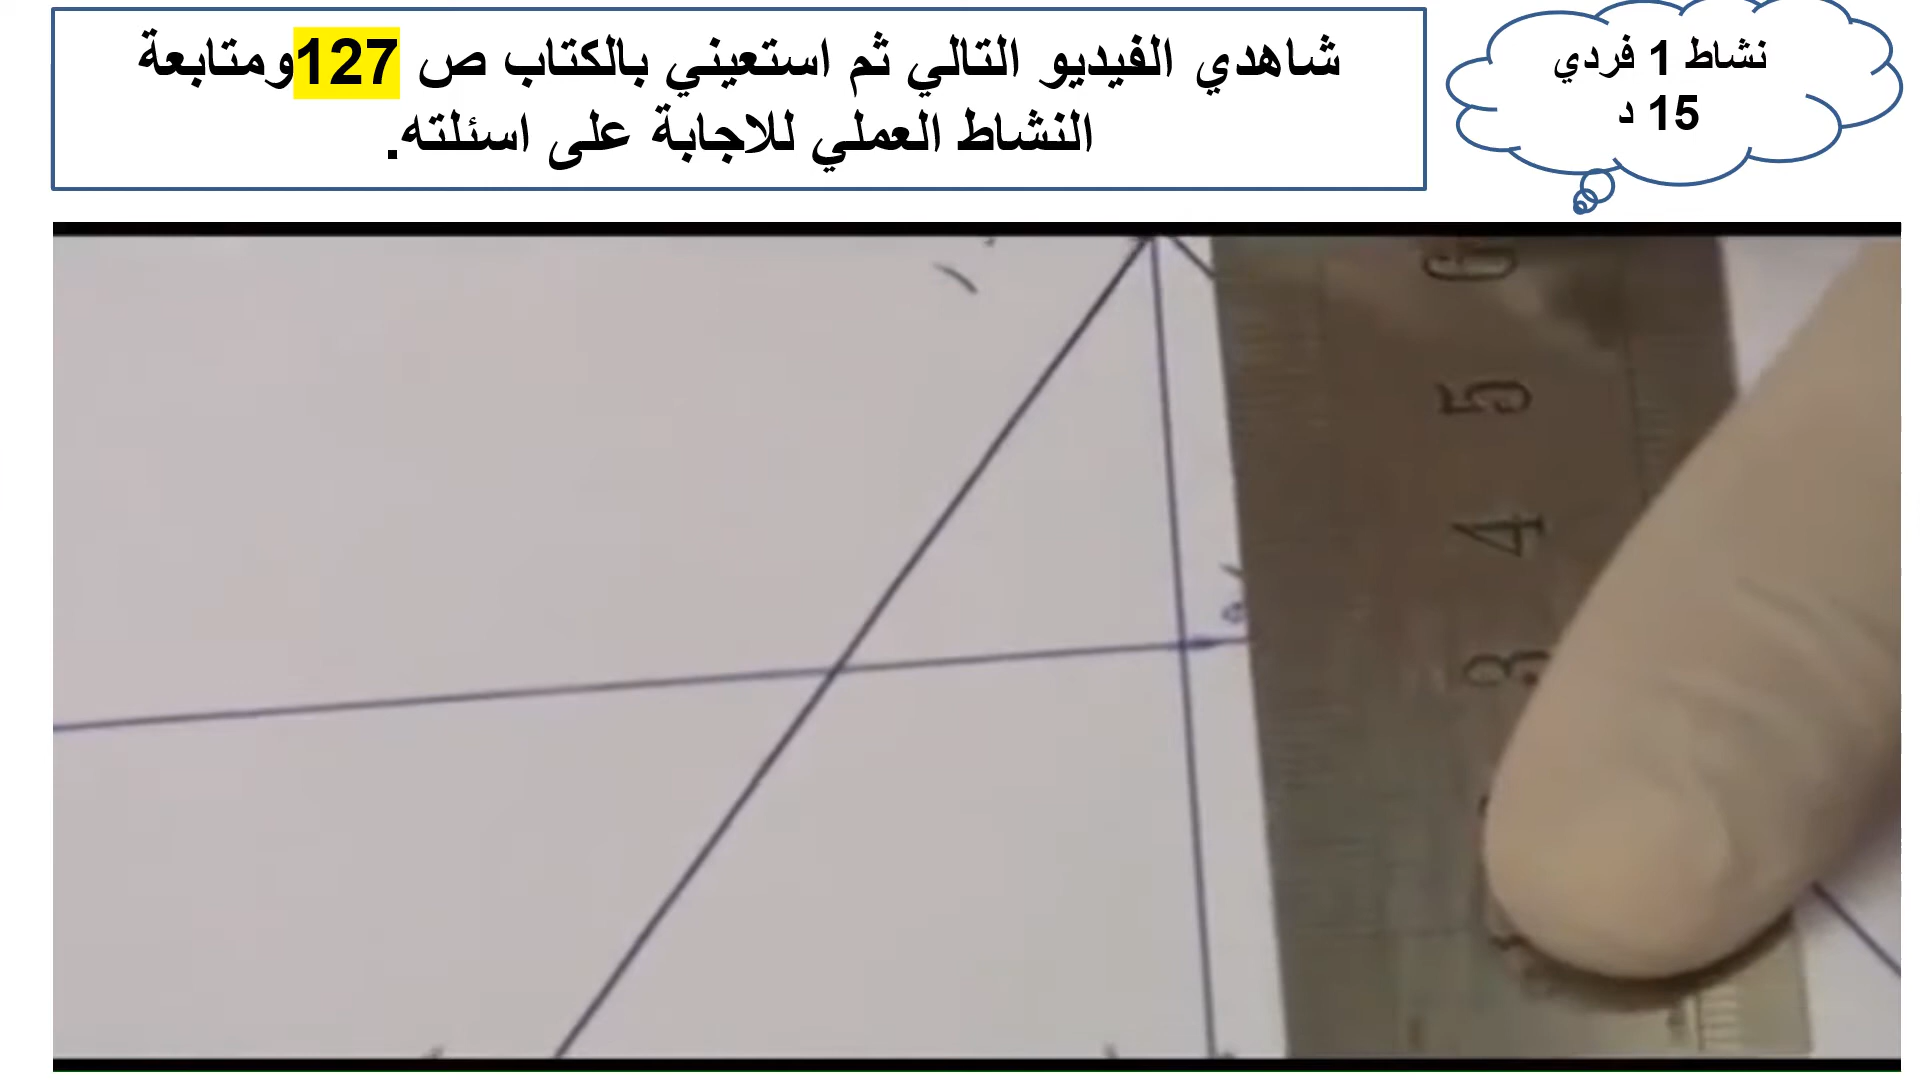 نشاط 1 فردي
15 د
شاهدي الفيديو التالي ثم استعيني بالكتاب ص 127ومتابعة
النشاط العملي للاجابة على اسئلته.
6
5
4
3